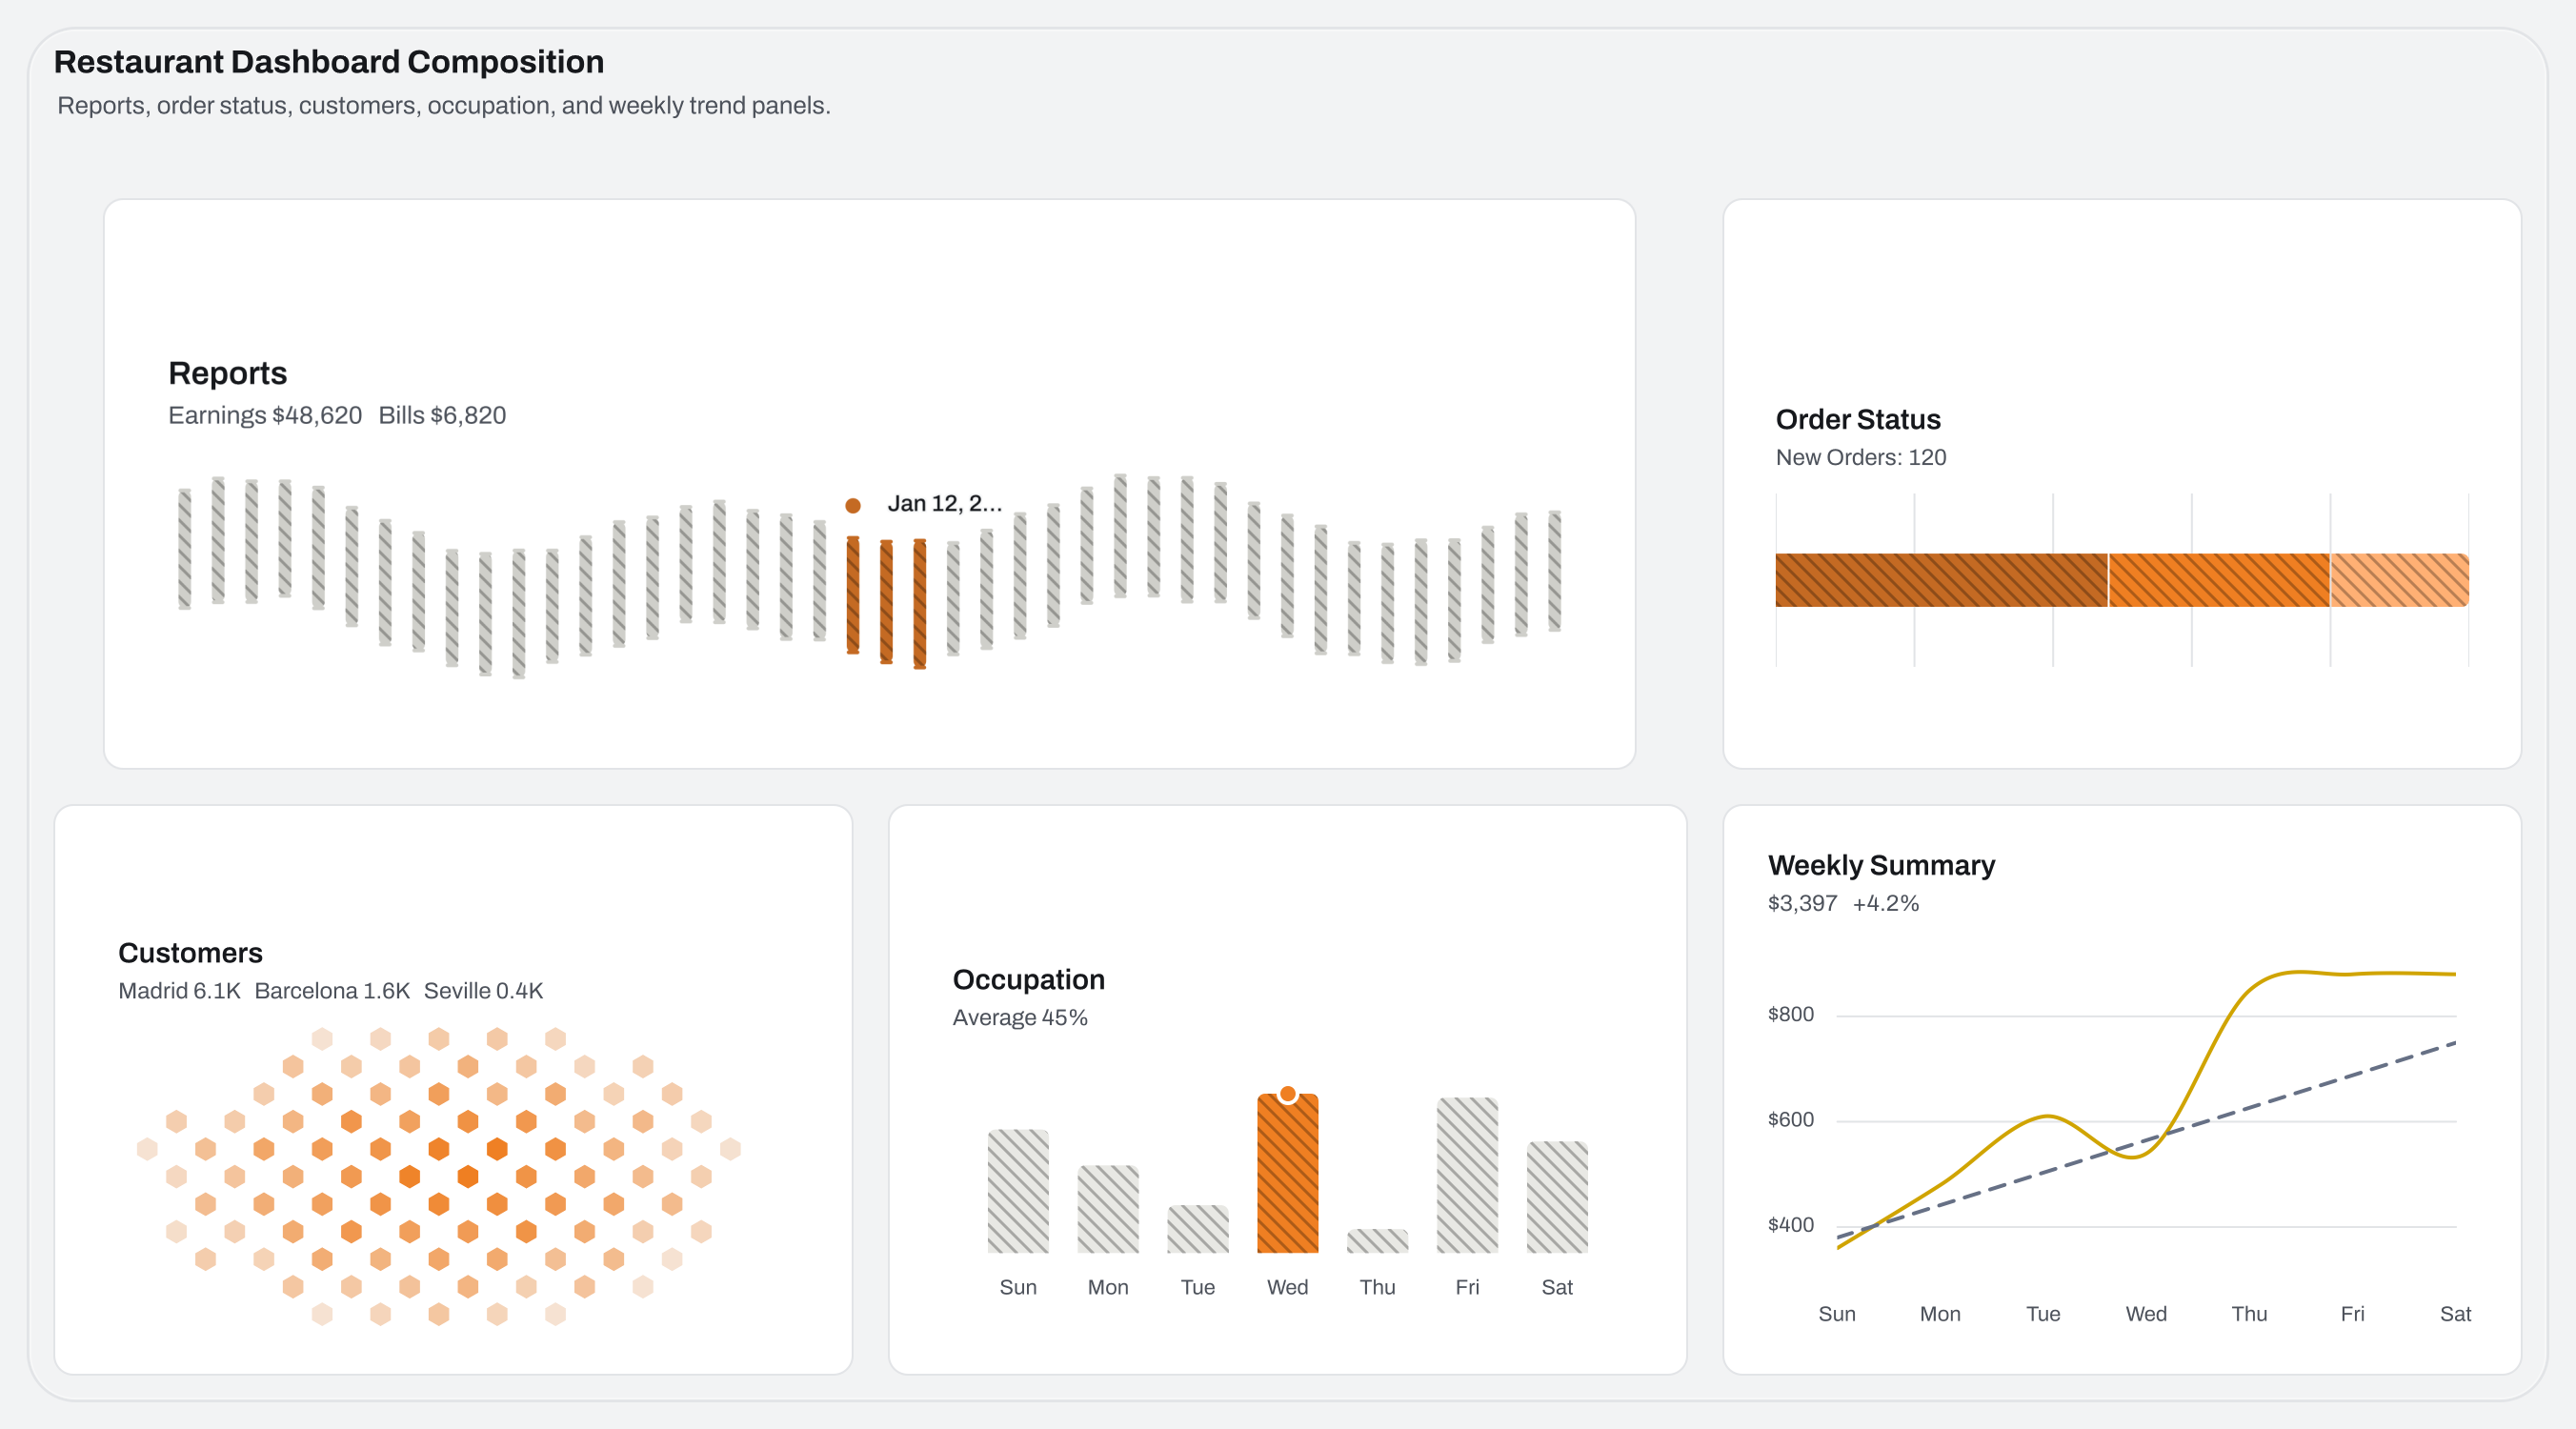 Restaurant Dashboard Composition
Reports, order status, customers, occupation, and weekly trend panels.
Reports
Earnings $48,620 Bills $6,820
Jan 12, 2...
Order Status
New Orders: 120
Customers
Madrid 6.1K Barcelona 1.6K Seville 0.4K
Occupation
Average 45%
Sun Mon Tue Wed Thu Fri Sat
Weekly Summary
$3,397 +4.2%
$800
$600
$400
Sun Mon Tue Wed Thu Fri Sat